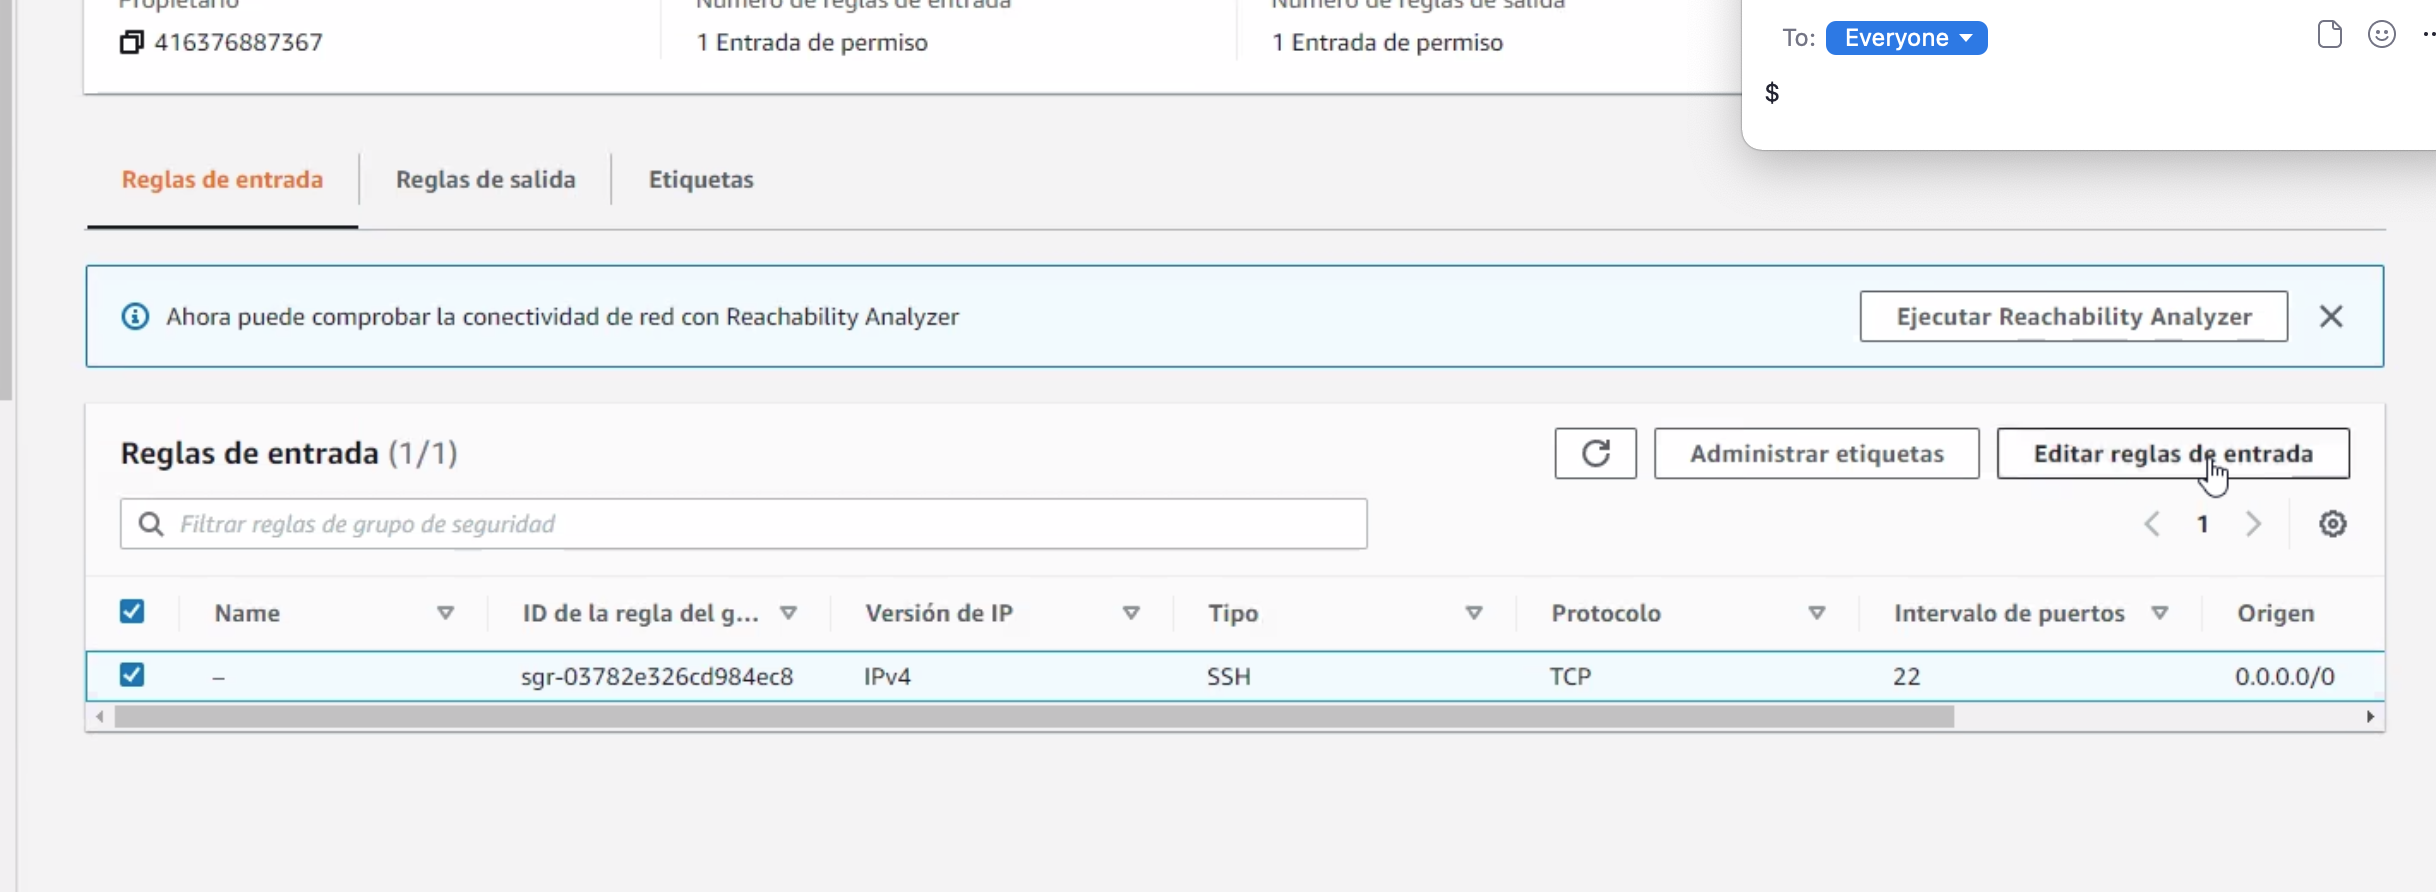 Propietario
Número de reglas de entrada
Número de reglas de salida
416376887367
1 Entrada de permiso
1 Entrada de permiso
To: Everyone
$
Reglas de entrada
Reglas de salida
Etiquetas
Ahora puede comprobar la conectividad de red con Reachability Analyzer
Ejecutar Reachability Analyzer
Reglas de entrada (1/1)
Administrar etiquetas
Editar reglas de entrada
Filtrar reglas de grupo de seguridad
1
Name
ID de la regla del g...
Versión de IP
Tipo
Protocolo
Intervalo de puertos
Origen
–
sgr-03782e326cd984ec8
IPv4
SSH
TCP
22
0.0.0.0/0